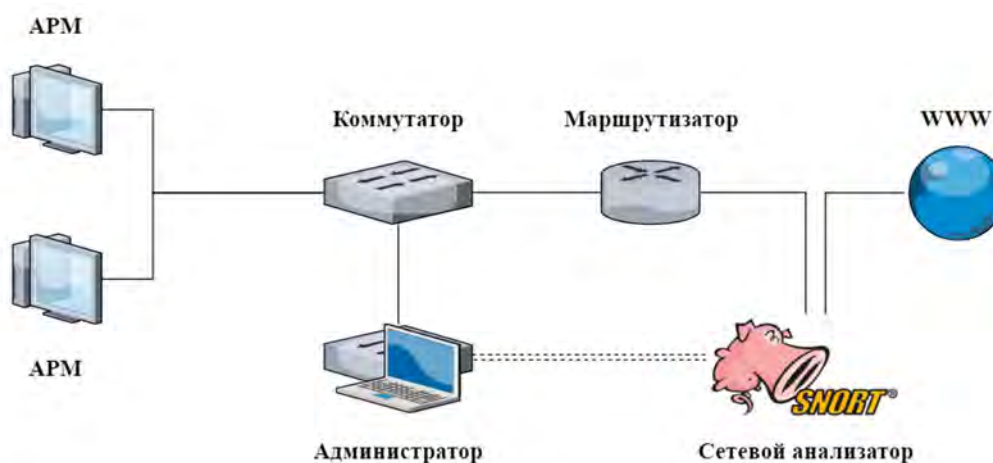 АРМ
Коммутатор
Маршрутизатор
WWW
АРМ
SNORT®
Администратор
Сетевой анализатор